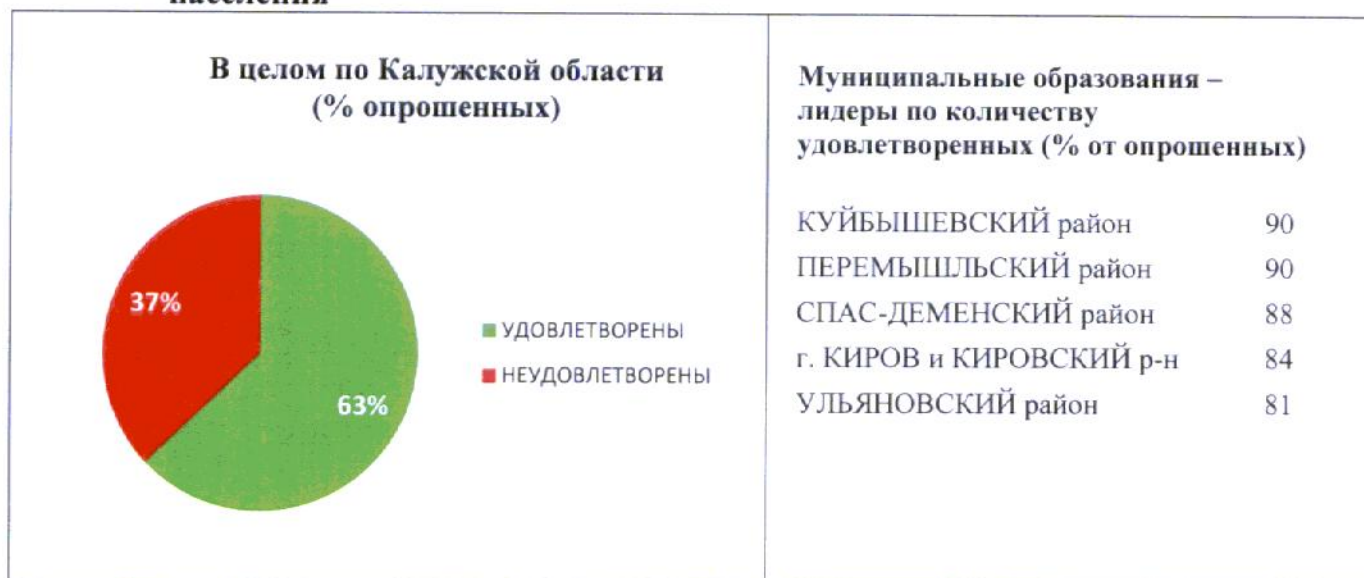 населения
В целом по Калужской области
(% опрошенных)
37%
63%
УДОВЛЕТВОРЕНЫ
НЕУДОВЛЕТВОРЕНЫ
Муниципальные образования –
лидеры по количеству
удовлетворенных (% от опрошенных)
КУЙБЫШЕВСКИЙ район 90
ПЕРЕМЫШЛЬСКИЙ район 90
СПАС-ДЕМЕНСКИЙ район 88
г. КИРОВ и КИРОВСКИЙ р-н 84
УЛЬЯНОВСКИЙ район 81